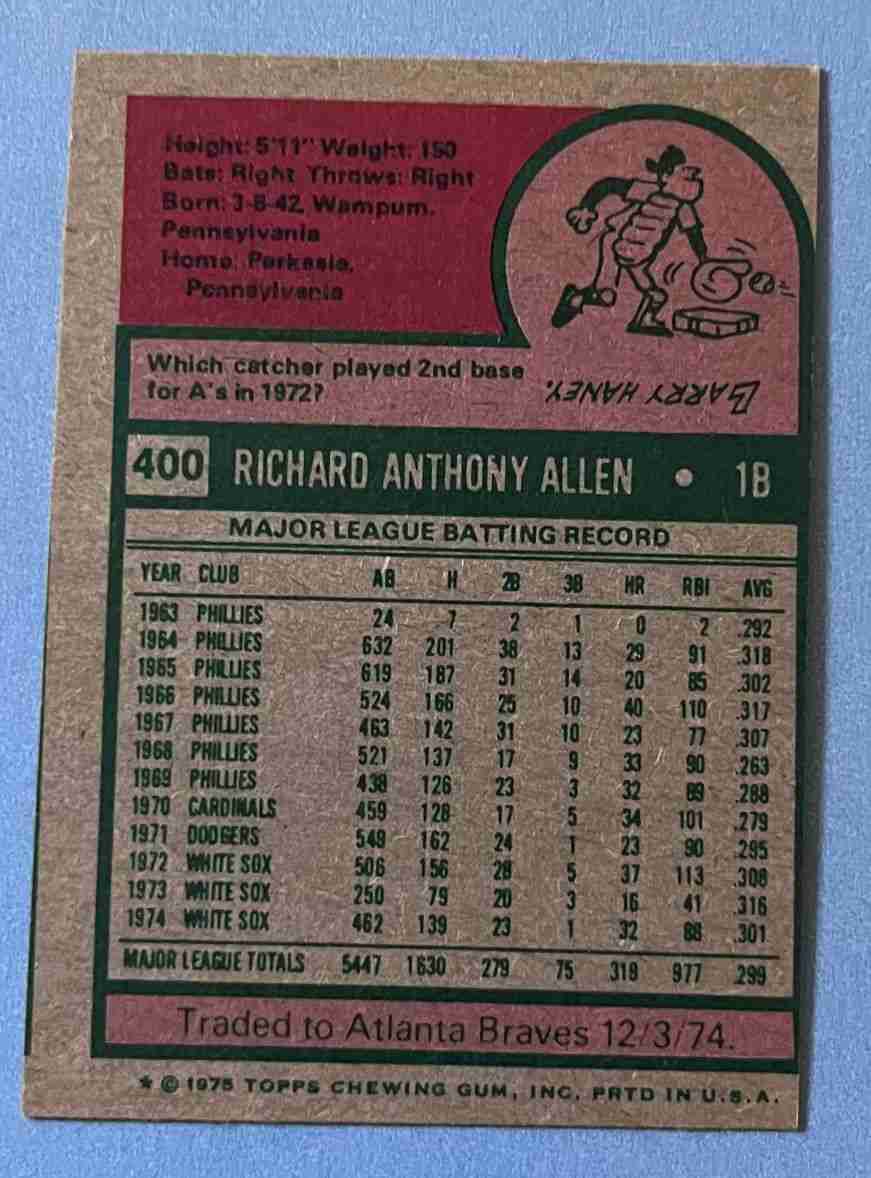 Height: 5'11" Weight: 150
Bats: Right Throws: Right
Born: 3-8-42, Wampum,
Pennsylvania
Home: Perkasie,
Pennsylvania
Which catcher played 2nd base
for A's in 1972?
BARRY HANEY.
400 RICHARD ANTHONY ALLEN • 1B
MAJOR LEAGUE BATTING RECORD
YEAR CLUB AB H 2B 3B HR RBI AVG
1963 PHILLIES 24 7 2 1 0 2 .292
1964 PHILLIES 632 201 38 13 29 91 .318
1965 PHILLIES 619 187 31 14 20 85 .302
1966 PHILLIES 524 166 25 10 40 110 .317
1967 PHILLIES 463 142 31 10 23 77 .307
1968 PHILLIES 521 137 17 9 33 90 .263
1969 PHILLIES 438 126 23 3 32 89 .288
1970 CARDINALS 459 128 17 5 34 101 .279
1971 DODGERS 549 162 24 1 23 90 .295
1972 WHITE SOX 506 156 28 5 37 113 .308
1973 WHITE SOX 250 79 20 3 16 41 .316
1974 WHITE SOX 462 139 23 1 32 88 .301
MAJOR LEAGUE TOTALS 5447 1630 279 75 319 977 .299
Traded to Atlanta Braves 12/3/74.
* © 1975 TOPPS CHEWING GUM, INC. PRTD IN U.S.A.